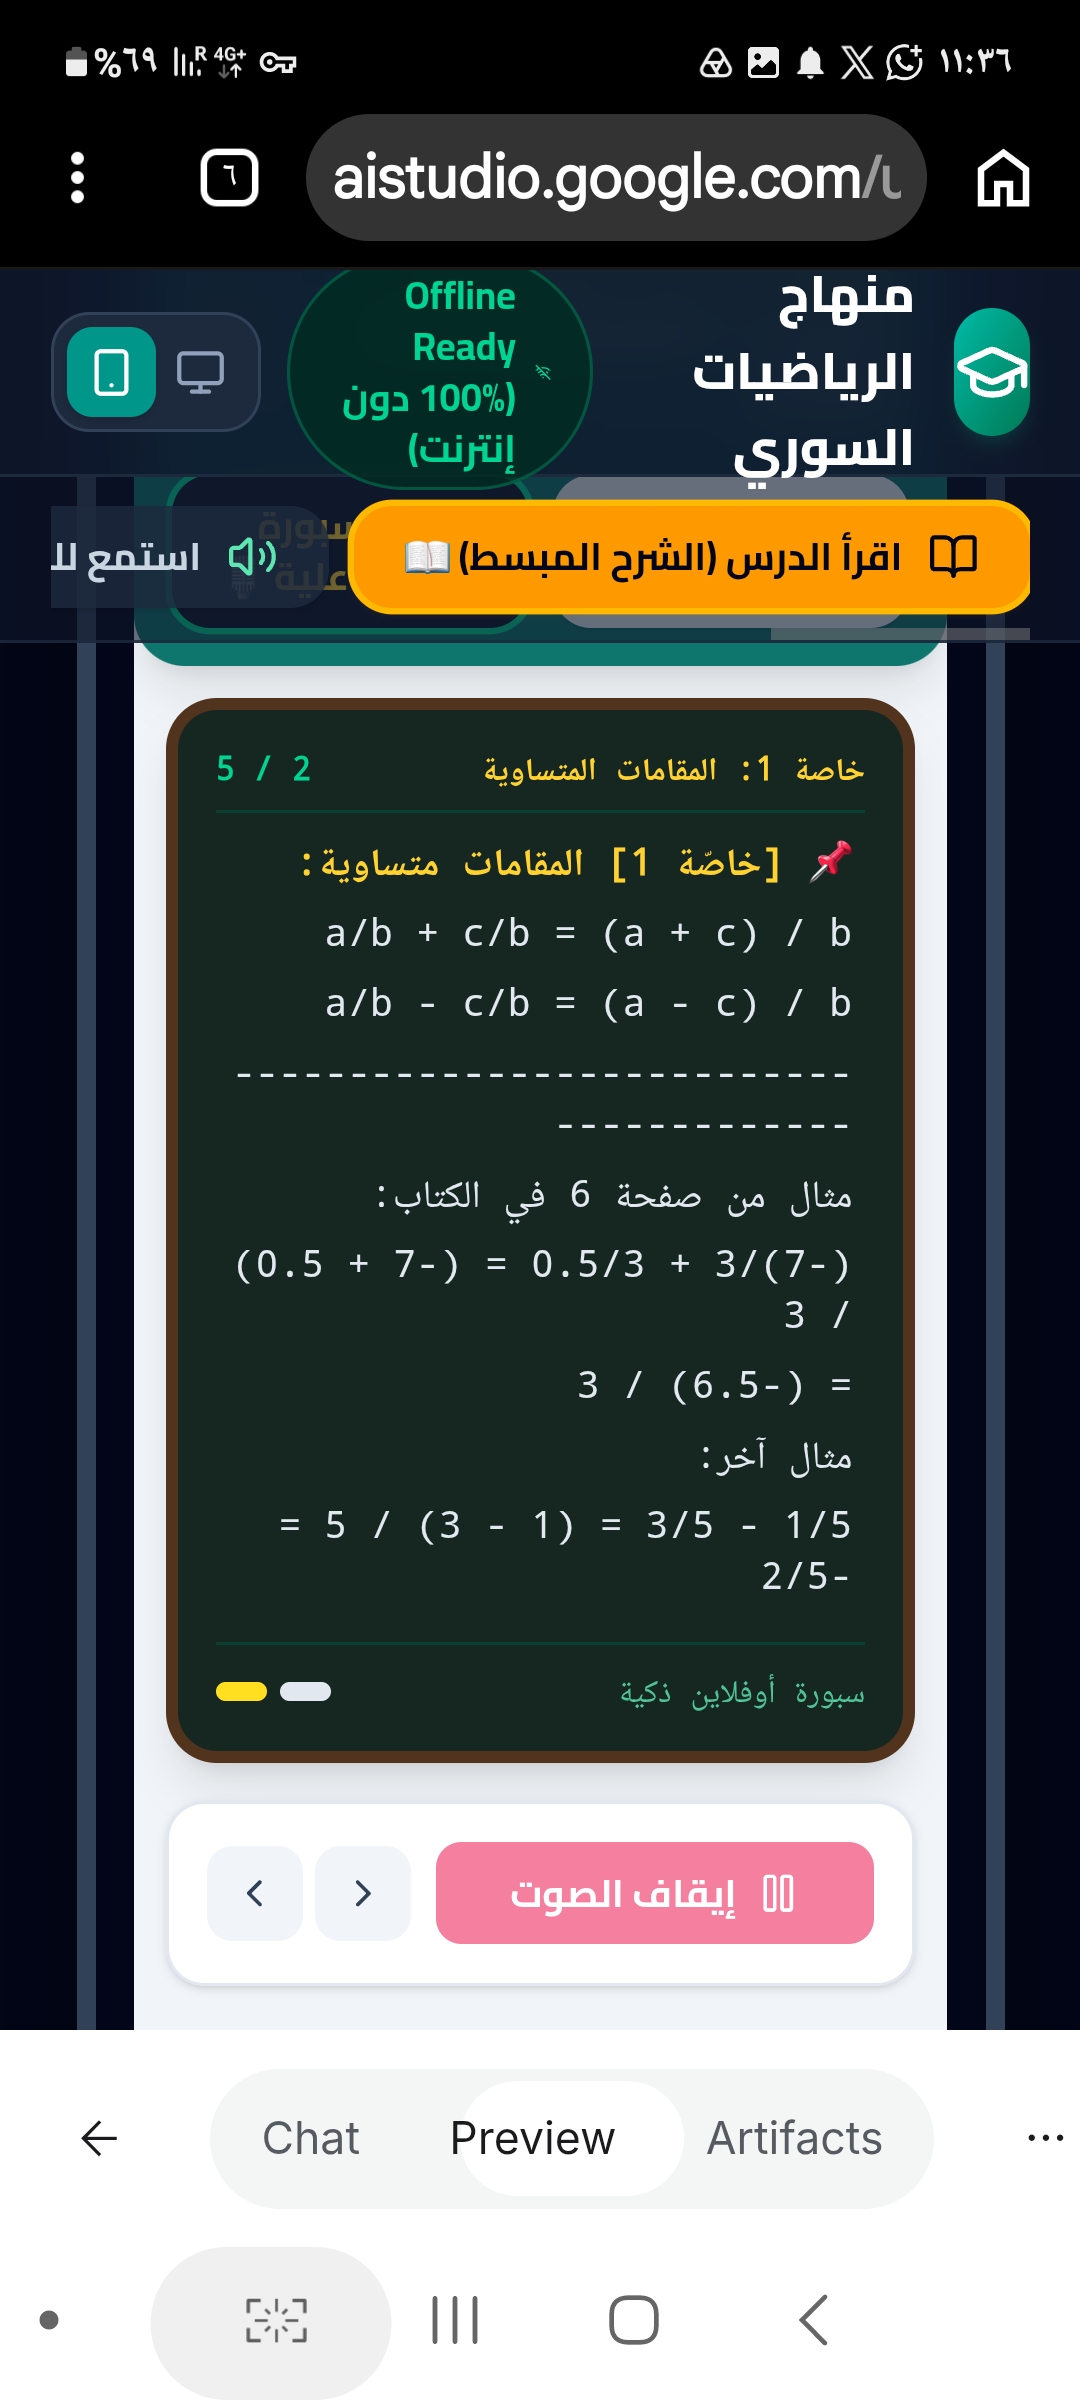 ١١:٣٦
4G+
R
%٦٩
aistudio.google.com/u
٦
منهاج
الرياضيات
السوري
Offline
Ready
(100% دون
إنترنت)
اقرأ الدرس (الشرح المبسط) 📖
استمع لل
خاصة 1: المقامات المتساوية
5 / 2
📌 [خاصّة 1] المقامات متساوية:
a/b + c/b = (a + c) / b
a/b - c/b = (a - c) / b
---------------------------
-------------
مثال من صفحة 6 في الكتاب:
(0.5 + 7-) = 0.5/3 + 3/(7-)
3 /
3 / (6.5-) =
مثال آخر:
= 5 / (3 - 1) = 3/5 - 1/5
2/5-
سبورة أوفلاين ذكية
إيقاف الصوت
Chat
Preview
Artifacts